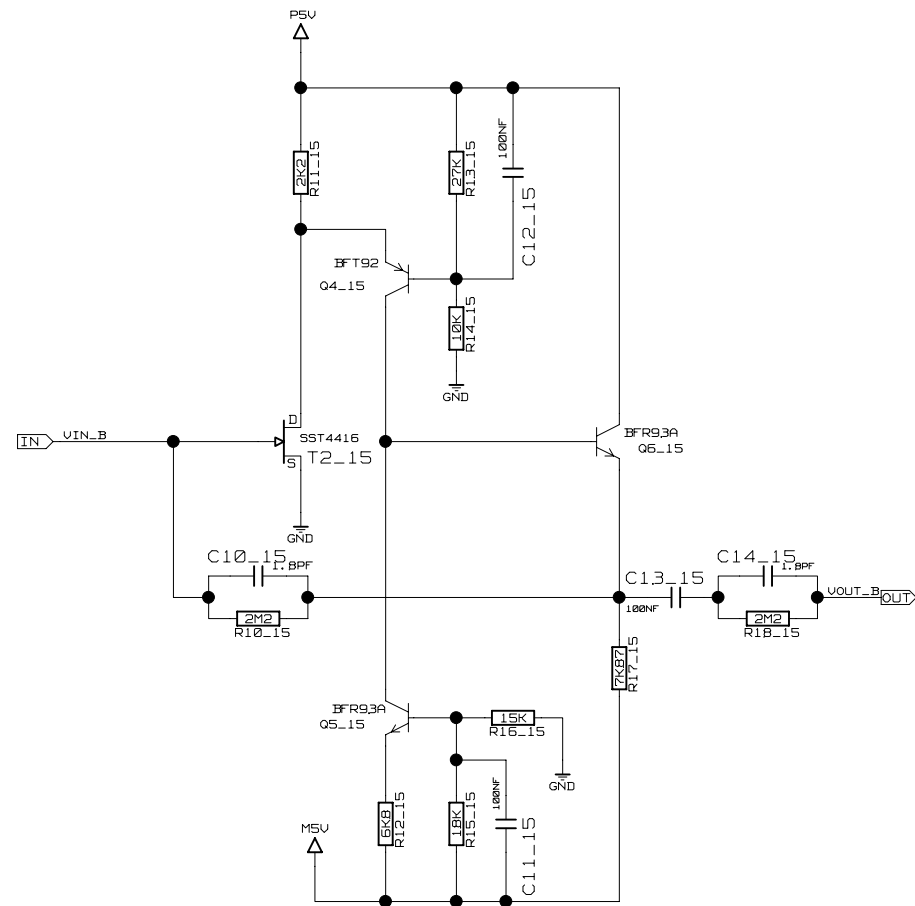 P5V
2K2
R11_15
27K
R13_15
100NF
C12_15
BFT92
Q4_15
10K
R14_15
GND
IN
VIN_B
D
SST4416
S
T2_15
GND
BFR93A
Q6_15
C10_15
1.8PF
2M2
R10_15
C13_15
100NF
C14_15
1.8PF
2M2
R18_15
VOUT_B
OUT
7K87
R17_15
BFR93A
Q5_15
15K
R16_15
GND
M5V
6K8
R12_15
18K
R15_15
100NF
C11_15